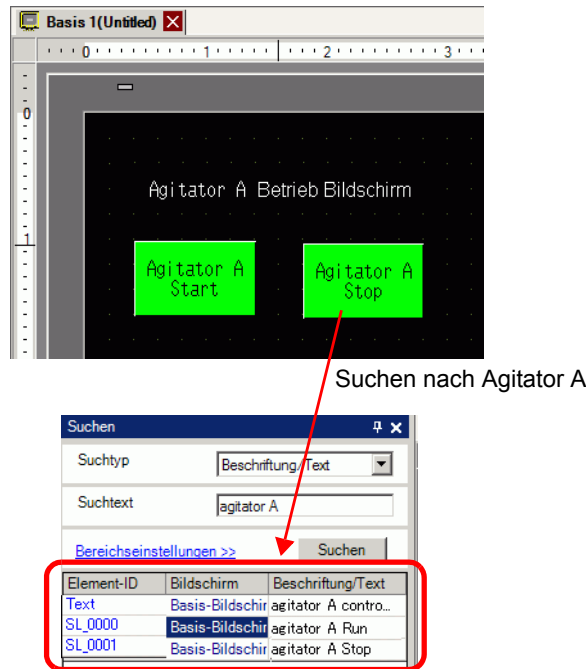 Basis 1(Untitled)
0 1 2 3
0
1
Agitator A Betrieb Bildschirm
Agitator A
Start
Agitator A
Stop
Suchen nach Agitator A
Suchen
Suchtyp Beschriftung/Text
Suchtext agitator A
Bereichseinstellungen >> Suchen
Element-ID Bildschirm Beschriftung/Text
Text Basis-Bildschir agitator A contro...
SL_0000 Basis-Bildschir agitator A Run
SL_0001 Basis-Bildschir agitator A Stop